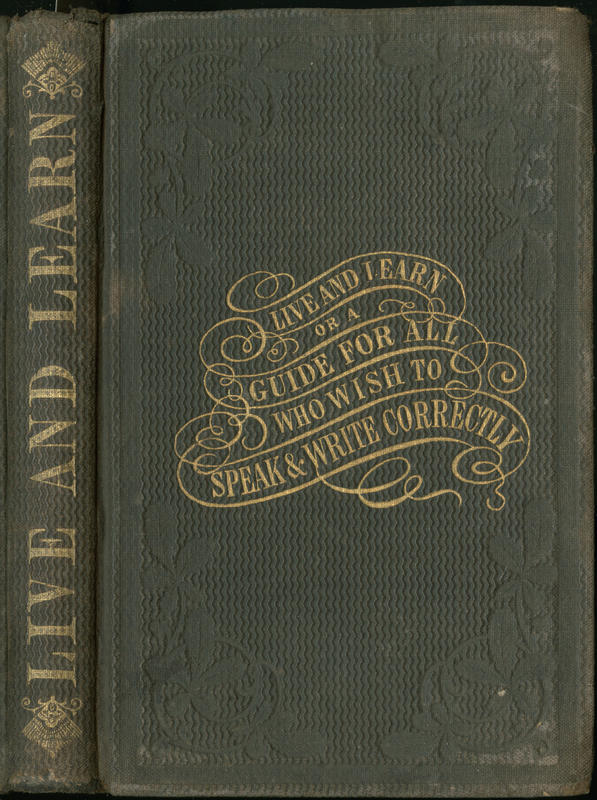 LIVE AND LEARN
LIVE AND LEARN
OR A
GUIDE FOR ALL
WHO WISH TO
SPEAK & WRITE CORRECTLY